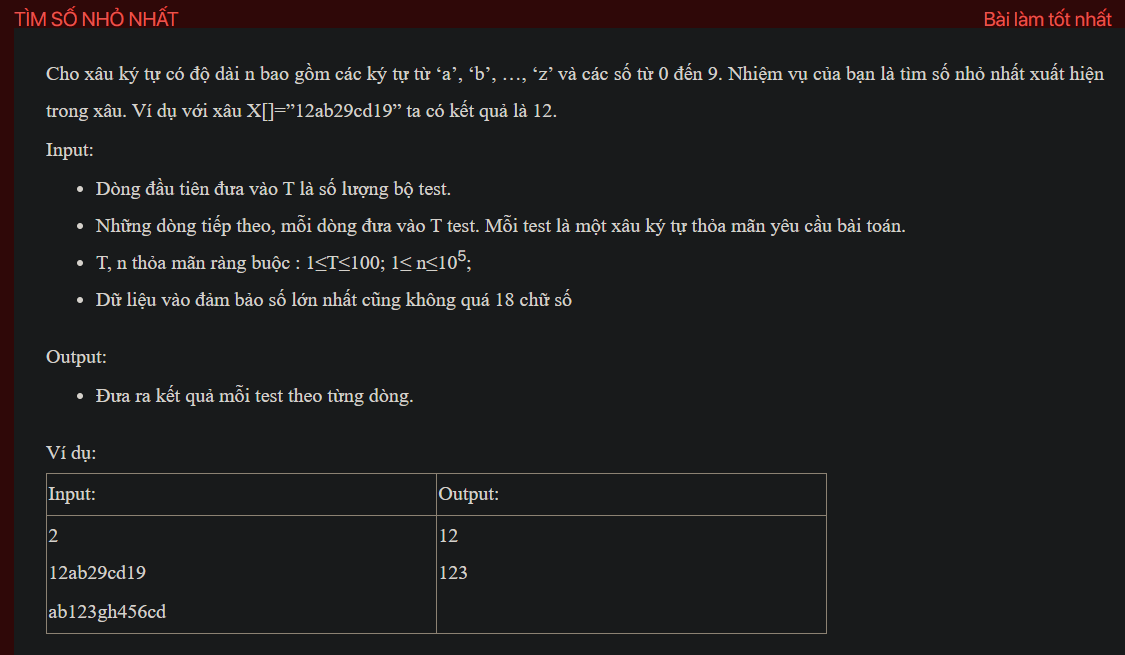 TÌM SỐ NHỎ NHẤT
Bài làm tốt nhất
Cho xâu ký tự có độ dài n bao gồm các ký tự từ ‘a’, ‘b’, …, ‘z’ và các số từ 0 đến 9. Nhiệm vụ của bạn là tìm số nhỏ nhất xuất hiện
trong xâu. Ví dụ với xâu X[]=”12ab29cd19” ta có kết quả là 12.
Input:
• Dòng đầu tiên đưa vào T là số lượng bộ test.
• Những dòng tiếp theo, mỗi dòng đưa vào T test. Mỗi test là một xâu ký tự thỏa mãn yêu cầu bài toán.
• T, n thỏa mãn ràng buộc : 1≤T≤100; 1≤ n≤10⁵;
• Dữ liệu vào đảm bảo số lớn nhất cũng không quá 18 chữ số
Output:
• Đưa ra kết quả mỗi test theo từng dòng.
Ví dụ:
Input: Output:
2 12
12ab29cd19 123
ab123gh456cd